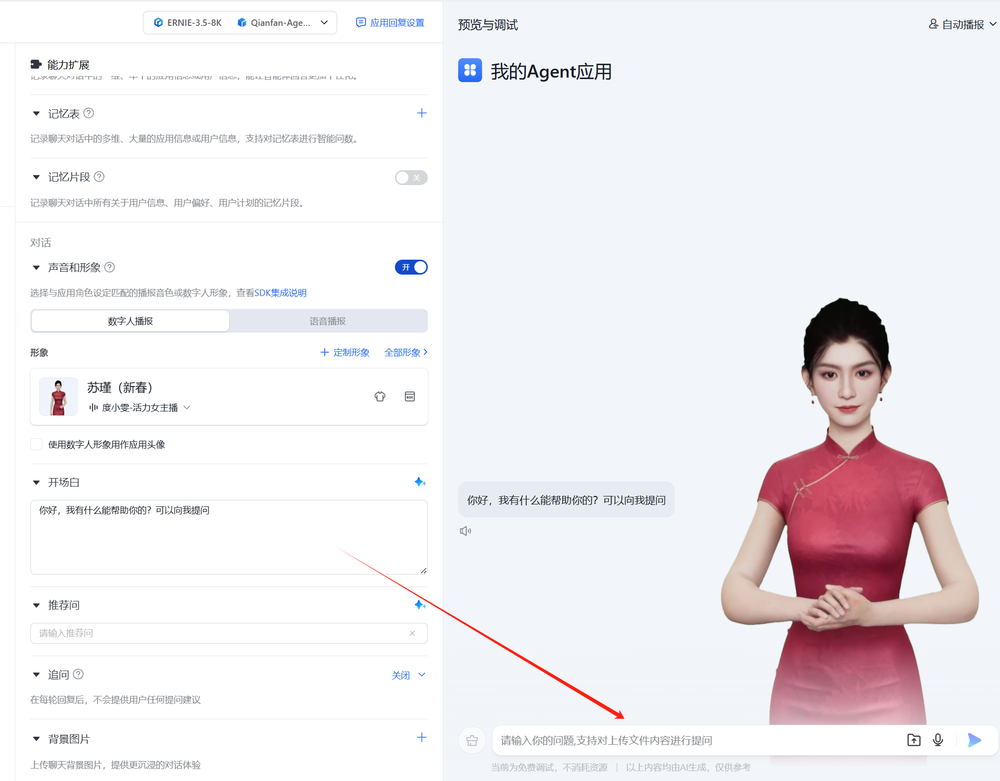 ERNIE-3.5-8K
Qianfan-Age...
应用回复设置
能力扩展
记忆表
记录聊天对话中的多维、大量的应用信息或用户信息，支持对记忆表进行智能问数。
记忆片段
关
记录聊天对话中所有关于用户信息、用户偏好、用户计划的记忆片段。
对话
声音和形象
开
选择与应用角色设定匹配的播报音色或数字人形象，查看SDK集成说明
数字人播报
语音播报
形象
定制形象
全部形象
苏瑾（新春）
度小雯-活力女主播
SDK
使用数字人形象用作应用头像
开场白
你好，我有什么能帮助你的？可以向我提问
推荐问
请输入推荐问
追问
关闭
在每轮回复后，不会提供用户任何提问建议
背景图片
上传聊天背景图片，提供更沉浸的对话体验
预览与调试
自动播报
我的Agent应用
你好，我有什么能帮助你的？可以向我提问
请输入你的问题,支持对上传文件内容进行提问
当前为免费调试，不消耗资源 | 以上内容均由AI生成，仅供参考